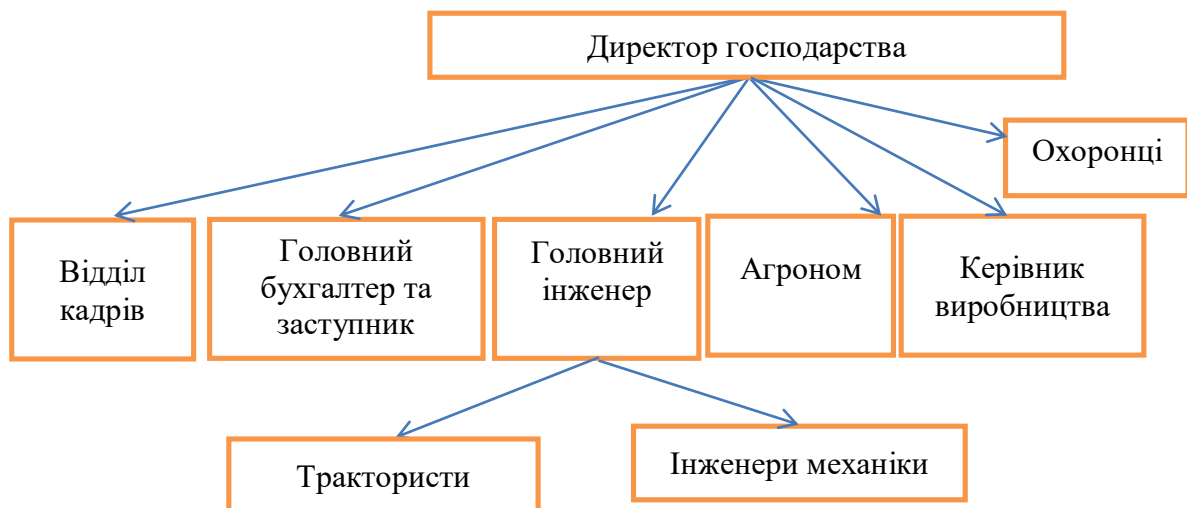 Директор господарства
Охоронці
Відділ
кадрів
Головний
бухгалтер та
заступник
Головний
інженер
Агроном
Керівник
виробництва
Трактористи
Інженери механіки